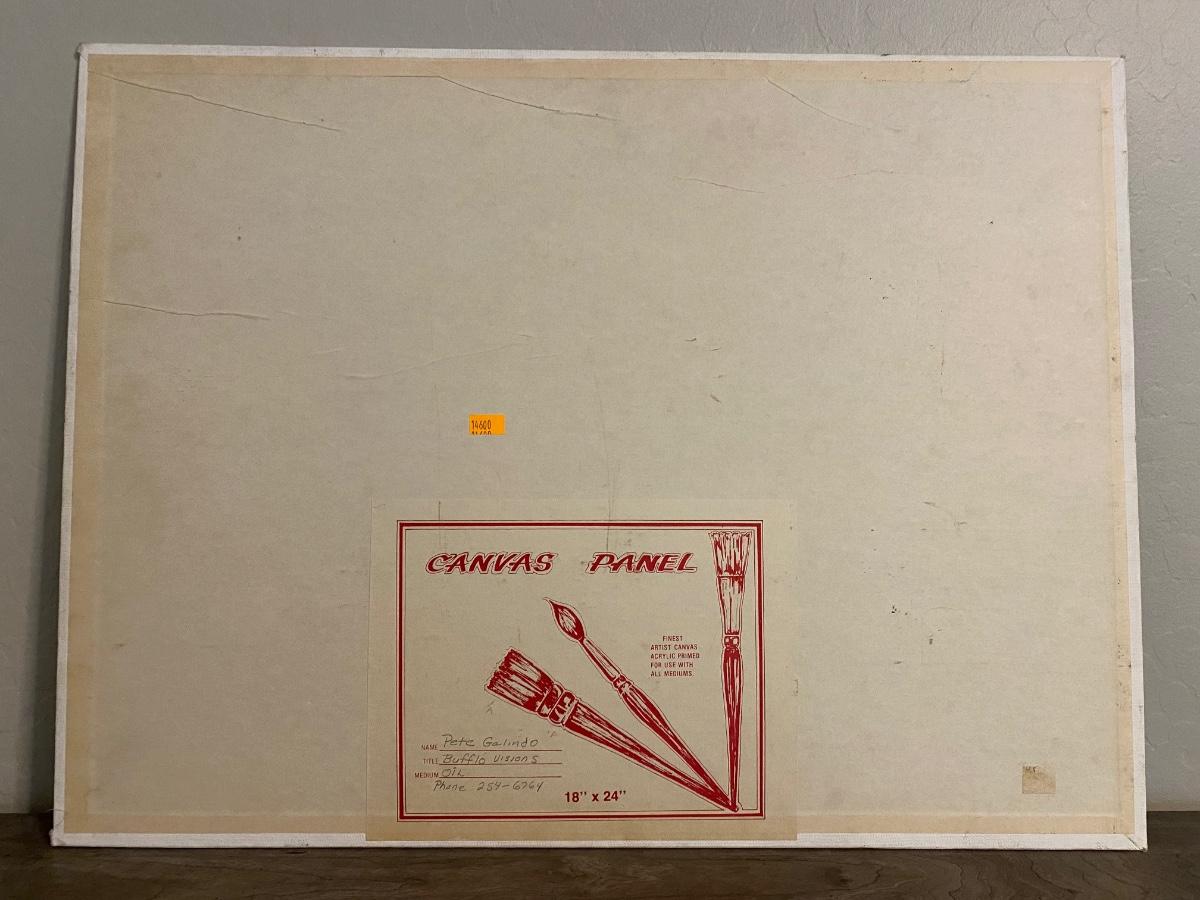 14600
14600
CANVAS PANEL
FINEST
ARTIST CANVAS
ACRYLIC PRIMED
FOR USE WITH
ALL MEDIUMS.
NAME Pete Galindo
TITLE Bufflo Visions
MEDIUM OIL
Phone 254-6764
18" x 24"